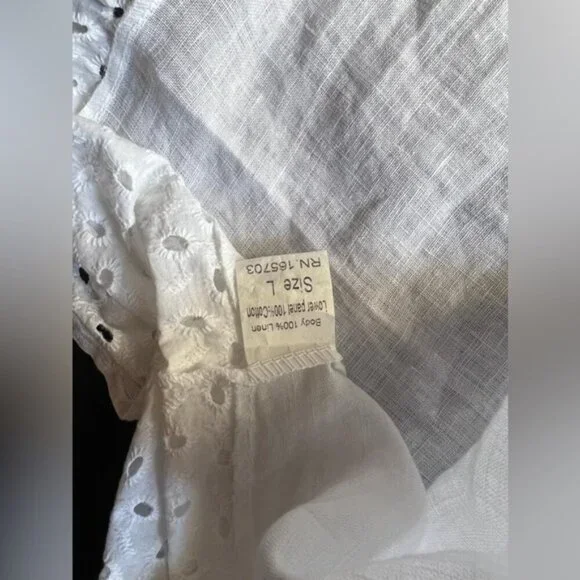 Body 100% Linen
Lower panel 100%Cotton
Size L
RN.165703